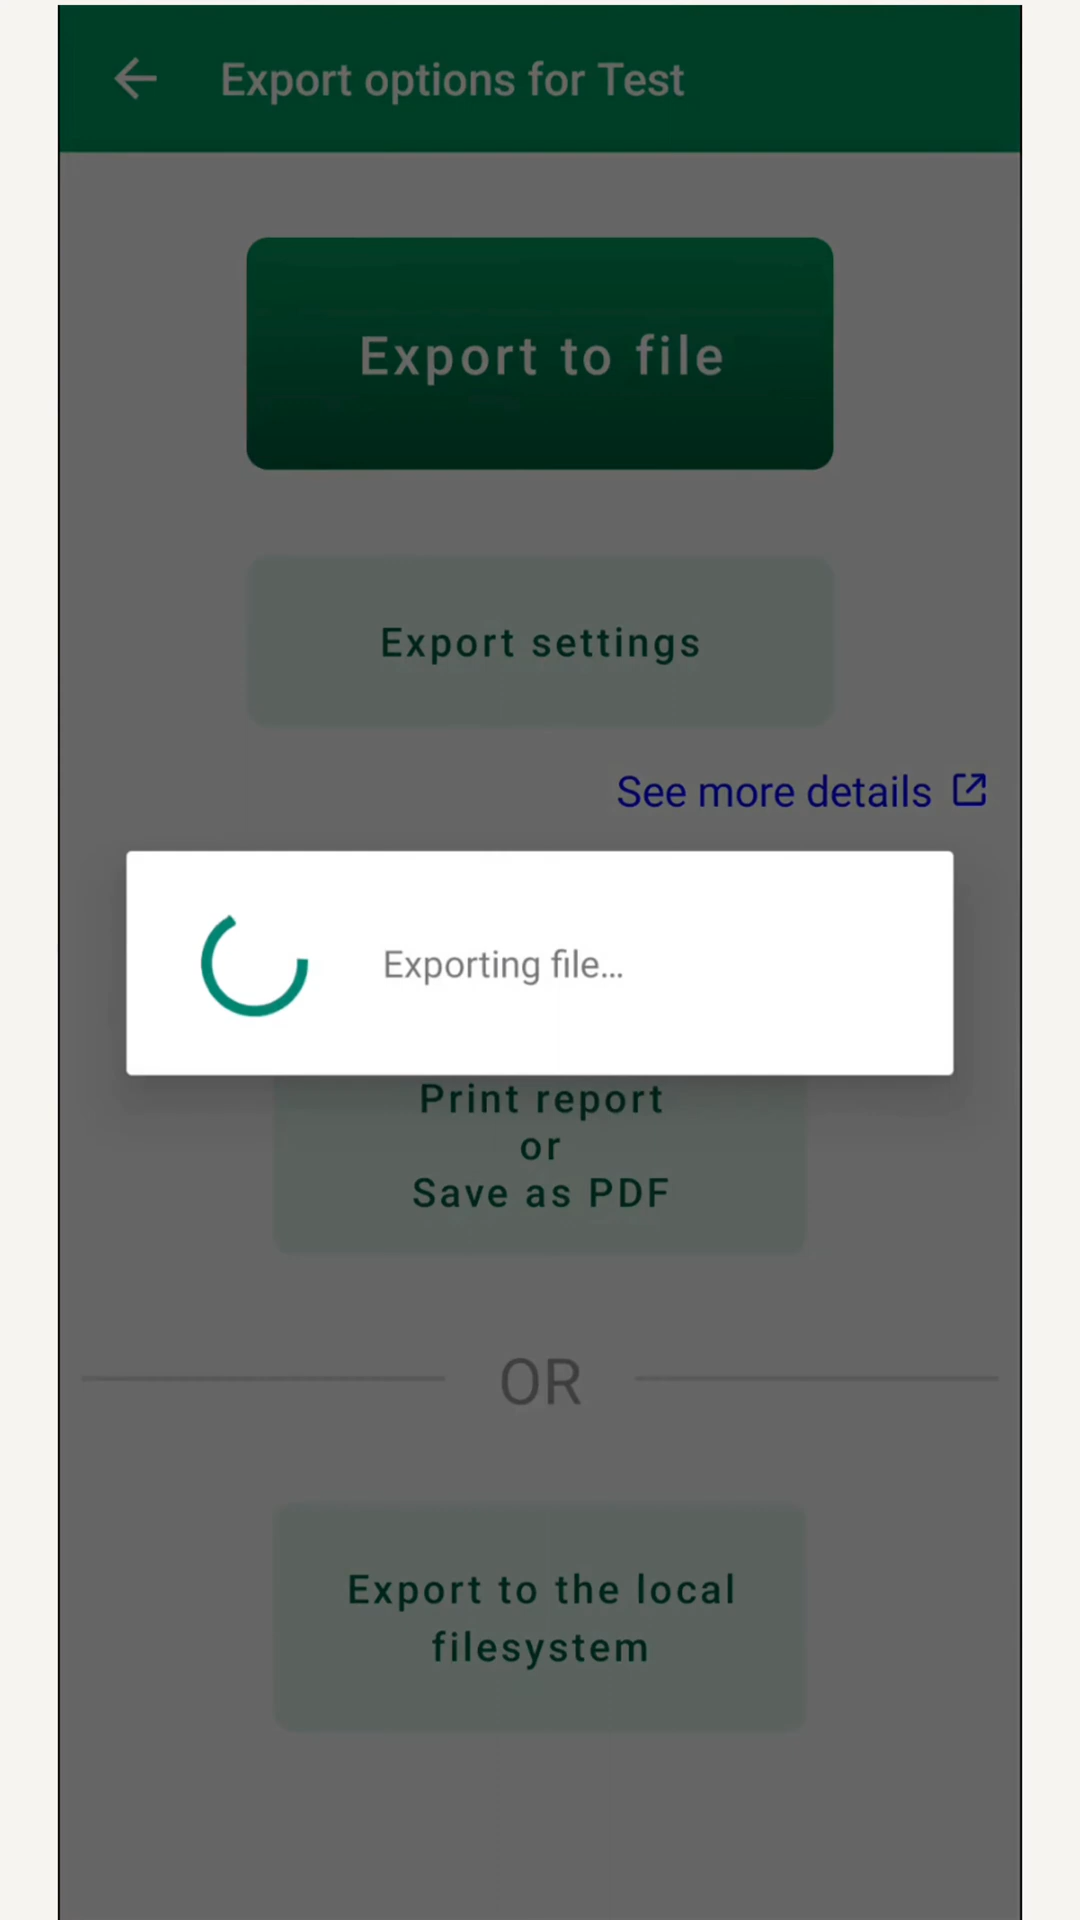 Export options for Test
Export to file
Export settings
See more details
Exporting file...
Print report
or
Save as PDF
OR
Export to the local
filesystem